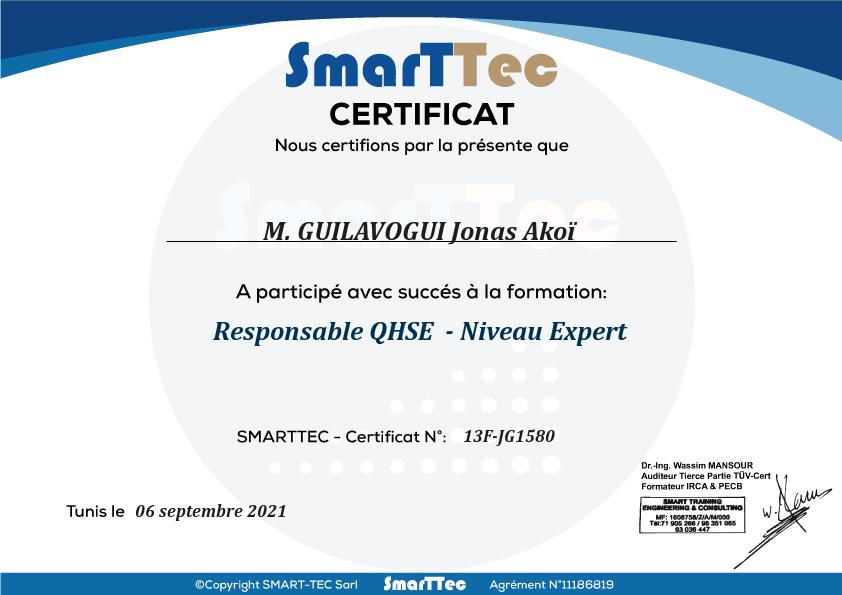 SmarTTec
CERTIFICAT
Nous certifions par la présente que
SmarTTec
M. GUILAVOGUI Jonas Akoï
A participé avec succés à la formation:
Responsable QHSE - Niveau Expert
SMARTTEC - Certificat N°: 13F-JG1580
Dr.-Ing. Wassim MANSOUR
Auditeur Tierce Partie TÜV-Cert
Formateur IRCA & PECB
SMART TRAINING
ENGINEERING & CONSULTING
MF: 1608758/Z/A/M/000
Tél:71 905 266 / 98 351 065
93 036 447
Tunis le 06 septembre 2021
©Copyright SMART-TEC Sarl SmarTTec Agrément N°11186819